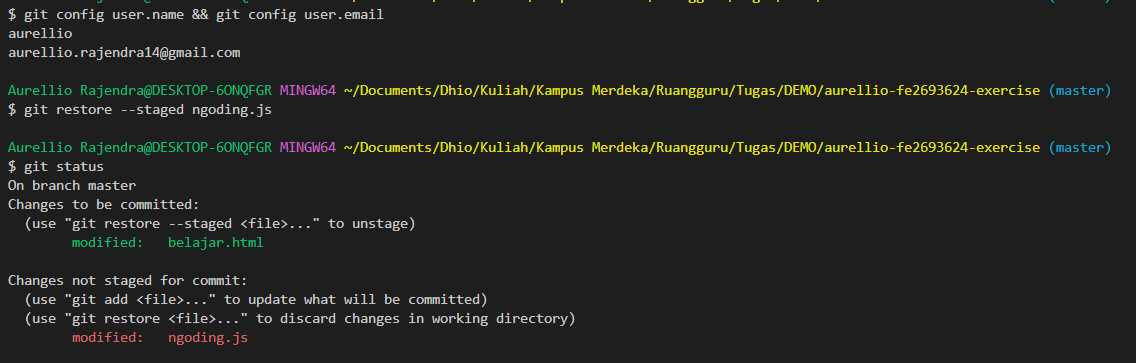 $ git config user.name && git config user.email
aurellio
aurellio.rajendra14@gmail.com
Aurellio Rajendra@DESKTOP-6ONQFGR MINGW64 ~/Documents/Dhio/Kuliah/Kampus Merdeka/Ruangguru/Tugas/DEMO/aurellio-fe2693624-exercise (master)
$ git restore --staged ngoding.js
Aurellio Rajendra@DESKTOP-6ONQFGR MINGW64 ~/Documents/Dhio/Kuliah/Kampus Merdeka/Ruangguru/Tugas/DEMO/aurellio-fe2693624-exercise (master)
$ git status
On branch master
Changes to be committed:
  (use "git restore --staged <file>..." to unstage)
        modified:   belajar.html
Changes not staged for commit:
  (use "git add <file>..." to update what will be committed)
  (use "git restore <file>..." to discard changes in working directory)
        modified:   ngoding.js